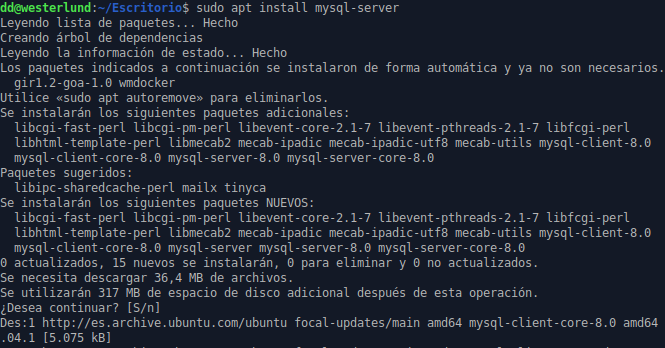 dd@westerlund:~/Escritorio$ sudo apt install mysql-server
Leyendo lista de paquetes... Hecho
Creando árbol de dependencias
Leyendo la información de estado... Hecho
Los paquetes indicados a continuación se instalaron de forma automática y ya no son necesarios.
  gir1.2-goa-1.0 wmdocker
Utilice «sudo apt autoremove» para eliminarlos.
Se instalarán los siguientes paquetes adicionales:
  libcgi-fast-perl libcgi-pm-perl libevent-core-2.1-7 libevent-pthreads-2.1-7 libfcgi-perl
  libhtml-template-perl libmecab2 mecab-ipadic mecab-ipadic-utf8 mecab-utils mysql-client-8.0
  mysql-client-core-8.0 mysql-server-8.0 mysql-server-core-8.0
Paquetes sugeridos:
  libipc-sharedcache-perl mailx tinyca
Se instalarán los siguientes paquetes NUEVOS:
  libcgi-fast-perl libcgi-pm-perl libevent-core-2.1-7 libevent-pthreads-2.1-7 libfcgi-perl
  libhtml-template-perl libmecab2 mecab-ipadic mecab-ipadic-utf8 mecab-utils mysql-client-8.0
  mysql-client-core-8.0 mysql-server mysql-server-8.0 mysql-server-core-8.0
0 actualizados, 15 nuevos se instalarán, 0 para eliminar y 0 no actualizados.
Se necesita descargar 36,4 MB de archivos.
Se utilizarán 317 MB de espacio de disco adicional después de esta operación.
¿Desea continuar? [S/n]
Des:1 http://es.archive.ubuntu.com/ubuntu focal-updates/main amd64 mysql-client-core-8.0 amd64
.04.1 [5.075 kB]